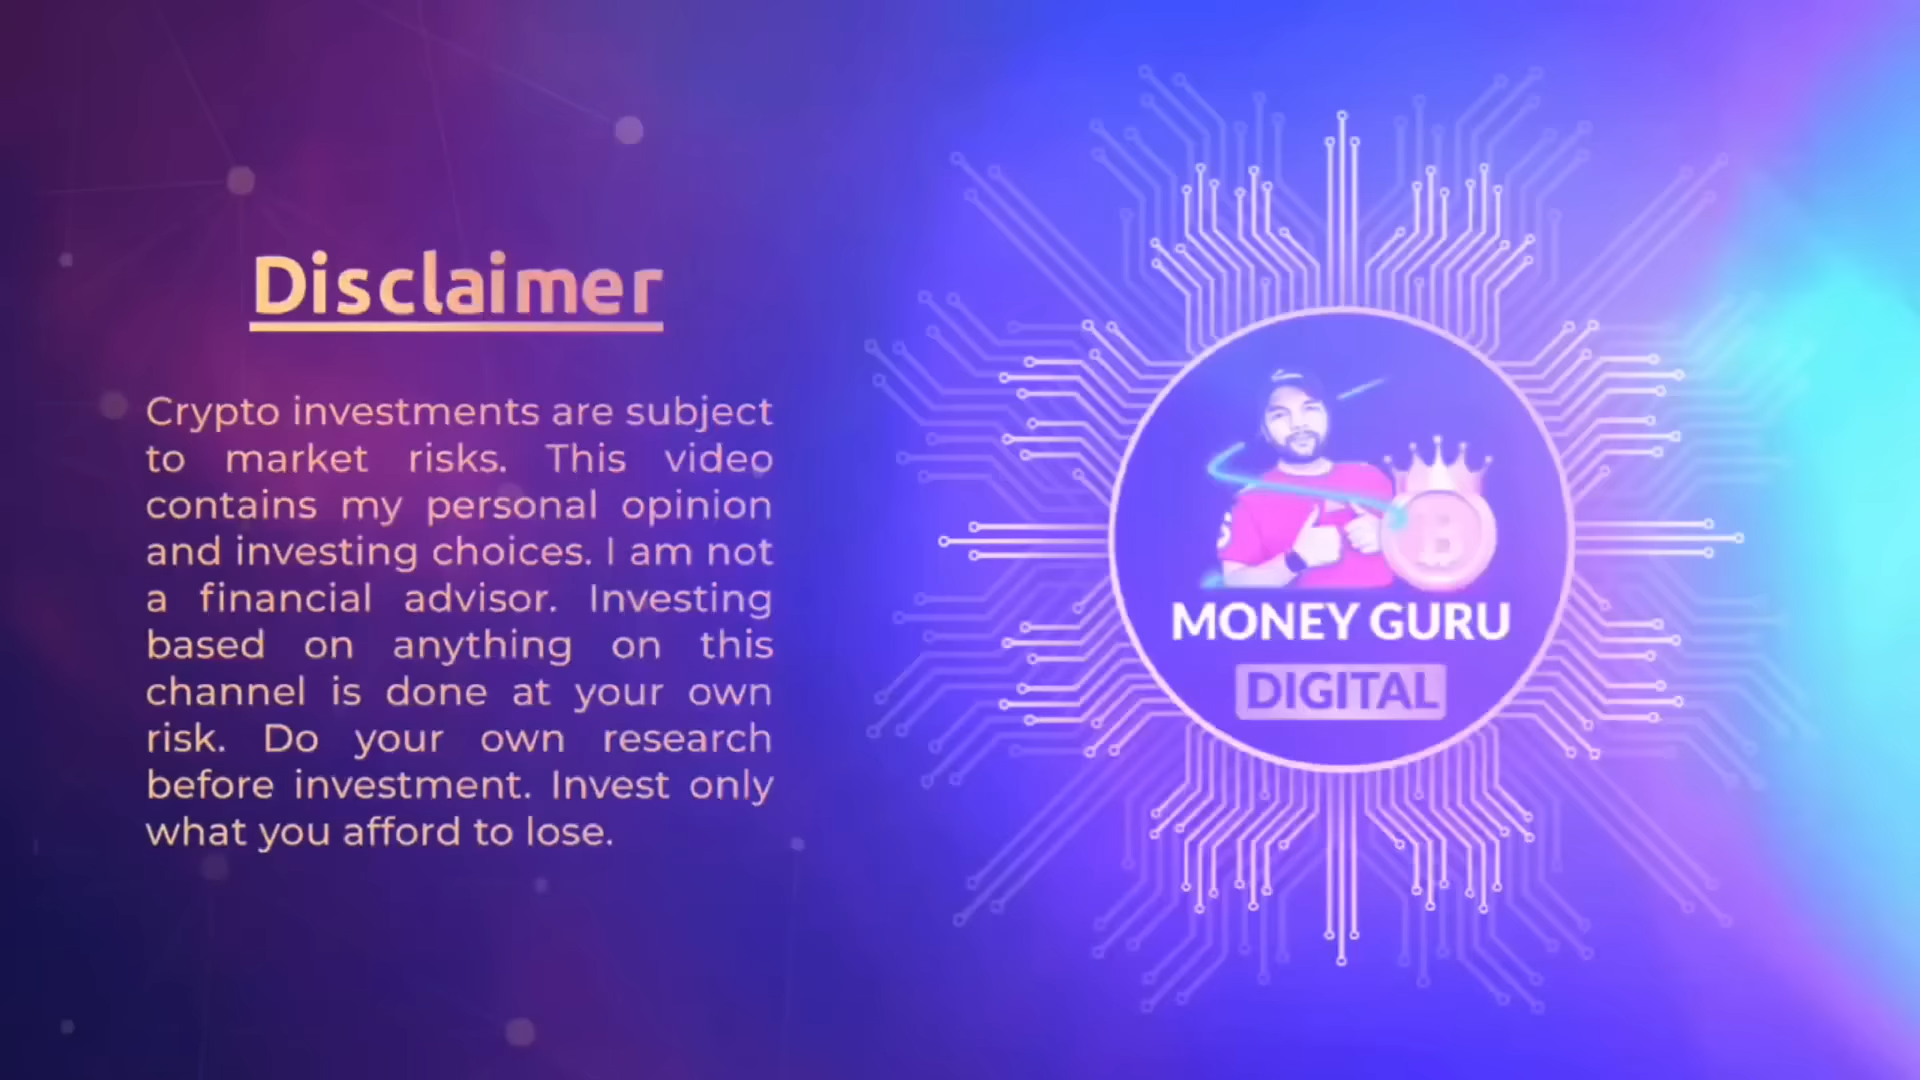 Disclaimer
Crypto investments are subject
to market risks. This video
contains my personal opinion
and investing choices. I am not
a financial advisor. Investing
based on anything on this
channel is done at your own
risk. Do your own research
before investment. Invest only
what you afford to lose.
B
MONEY GURU
DIGITAL